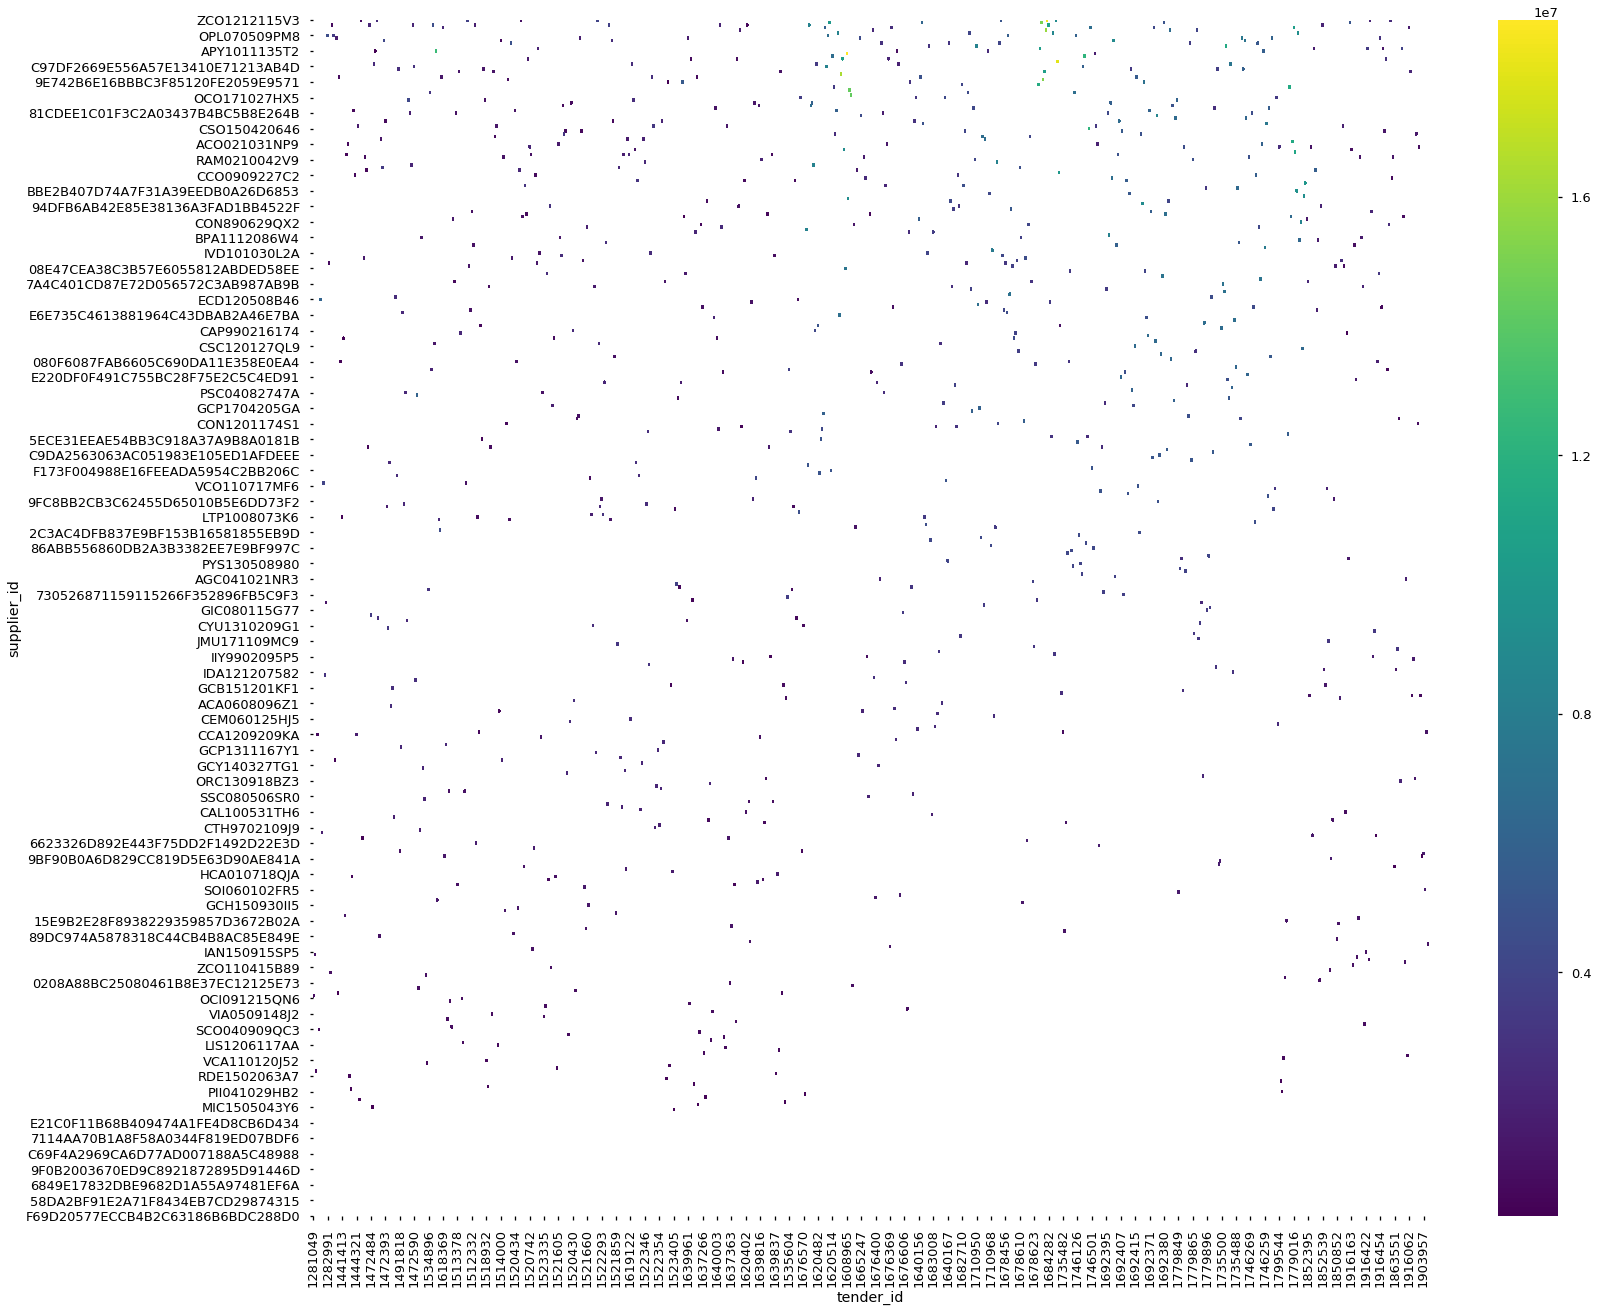 1e7
ZCO1212115V3
OPL070509PM8
APY1011135T2
C97DF2669E556A57E13410E71213AB4D
9E742B6E16BBBC3F85120FE2059E9571
OCO171027HX5
81CDEE1C01F3C2A03437B4BC5B8E264B
CSO150420646
ACO021031NP9
RAM0210042V9
CCO0909227C2
BBE2B407D74A7F31A39EEDB0A26D6853
94DFB6AB42E85E38136A3FAD1BB4522F
CON890629QX2
BPA1112086W4
IVD101030L2A
08E47CEA38C3B57E6055812ABDED58EE
7A4C401CD87E72D056572C3AB987AB9B
ECD120508B46
E6E735C4613881964C43DBAB2A46E7BA
CAP990216174
CSC120127QL9
080F6087FAB6605C690DA11E358E0EA4
E220DF0F491C755BC28F75E2C5C4ED91
PSC04082747A
GCP1704205GA
CON1201174S1
5ECE31EEAE54BB3C918A37A9B8A0181B
C9DA2563063AC051983E105ED1AFDEEE
F173F004988E16FEEADA5954C2BB206C
VCO110717MF6
9FC8BB2CB3C62455D65010B5E6DD73F2
LTP1008073K6
2C3AC4DFB837E9BF153B16581855EB9D
86ABB556860DB2A3B3382EE7E9BF997C
PYS130508980
AGC041021NR3
730526871159115266F352896FB5C9F3
GIC080115G77
CYU1310209G1
JMU171109MC9
IIY9902095P5
IDA121207582
GCB151201KF1
ACA0608096Z1
CEM060125HJ5
CCA1209209KA
GCP1311167Y1
GCY140327TG1
ORC130918BZ3
SSC080506SR0
CAL100531TH6
CTH9702109J9
6623326D892E443F75DD2F1492D22E3D
9BF90B0A6D829CC819D5E63D90AE841A
HCA010718QJA
SOI060102FR5
GCH150930II5
15E9B2E28F8938229359857D3672B02A
89DC974A5878318C44CB4B8AC85E849E
IAN150915SP5
ZCO110415B89
0208A88BC25080461B8E37EC12125E73
OCI091215QN6
VIA0509148J2
SCO040909QC3
LIS1206117AA
VCA110120J52
RDE1502063A7
PII041029HB2
MIC1505043Y6
E21C0F11B68B409474A1FE4D8CB6D434
7114AA70B1A8F58A0344F819ED07BDF6
C69F4A2969CA6D77AD007188A5C48988
9F0B2003670ED9C8921872895D91446D
6849E17832DBE9682D1A55A97481EF6A
58DA2BF91E2A71F8434EB7CD29874315
F69D20577ECCB4B2C63186B6BDC288D0
supplier_id
1281049
1282991
1441413
1444321
1472484
1472393
1491818
1472590
1534896
1618369
1513378
1512332
1518932
1514000
1520434
1520742
1523335
1521605
1520430
1521660
1522293
1521859
1619122
1522346
1522354
1523405
1639961
1637266
1640003
1637363
1620402
1639816
1639837
1535604
1676570
1620482
1620514
1608965
1665247
1676400
1676369
1676606
1640156
1683008
1640167
1682710
1710950
1710968
1678456
1678610
1678623
1684282
1735482
1746126
1746501
1692395
1692407
1692415
1692371
1692380
1779849
1779865
1779896
1735500
1735488
1746269
1746259
1799544
1779016
1852395
1852539
1850852
1916163
1916422
1916454
1863551
1916062
1903957
tender_id
1.6
1.2
0.8
0.4